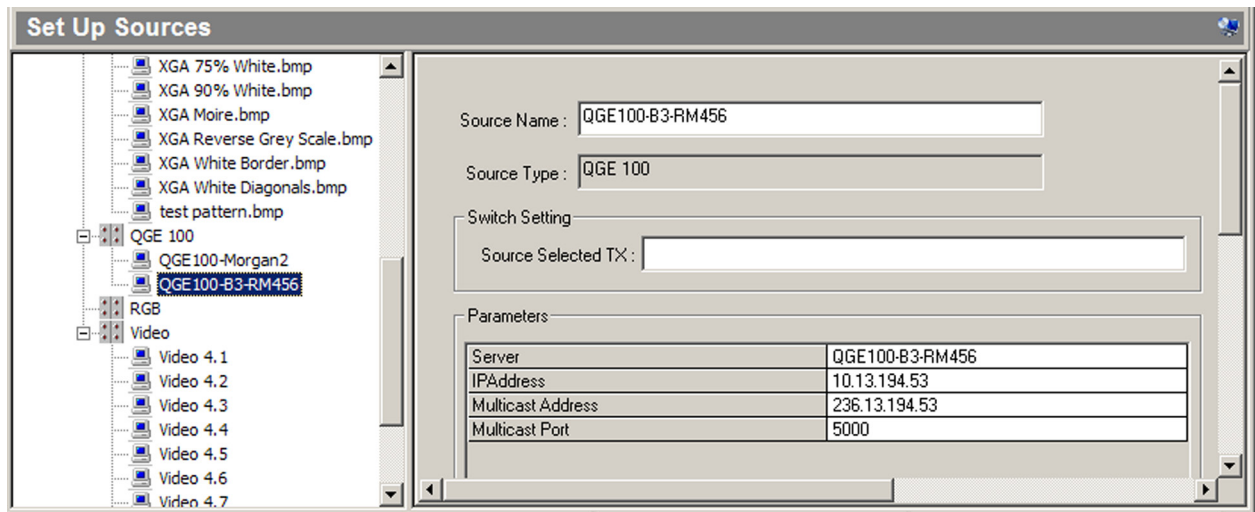 Set Up Sources
XGA 75% White.bmp
XGA 90% White.bmp
XGA Moire.bmp
XGA Reverse Grey Scale.bmp
XGA White Border.bmp
XGA White Diagonals.bmp
test pattern.bmp
QGE 100
QGE100-Morgan2
QGE100-B3-RM456
RGB
Video
Video 4.1
Video 4.2
Video 4.3
Video 4.4
Video 4.5
Video 4.6
Video 4.7
Source Name : QGE100-B3-RM456
Source Type : QGE 100
Switch Setting
Source Selected TX :
Parameters
Server QGE100-B3-RM456
IPAddress 10.13.194.53
Multicast Address 236.13.194.53
Multicast Port 5000